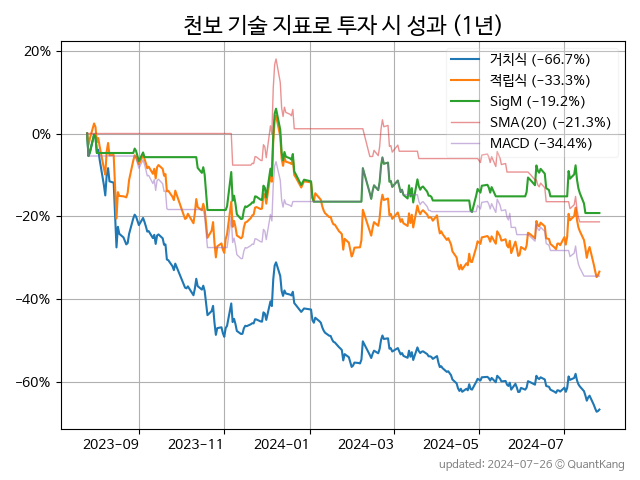 천보 기술 지표로 투자 시 성과 (1년)
20%
0%
−20%
−40%
−60%
거치식 (−66.7%)
적립식 (−33.3%)
SigM (−19.2%)
SMA(20) (−21.3%)
MACD (−34.4%)
2023-09
2023-11
2024-01
2024-03
2024-05
2024-07
updated: 2024-07-26 © QuantKang